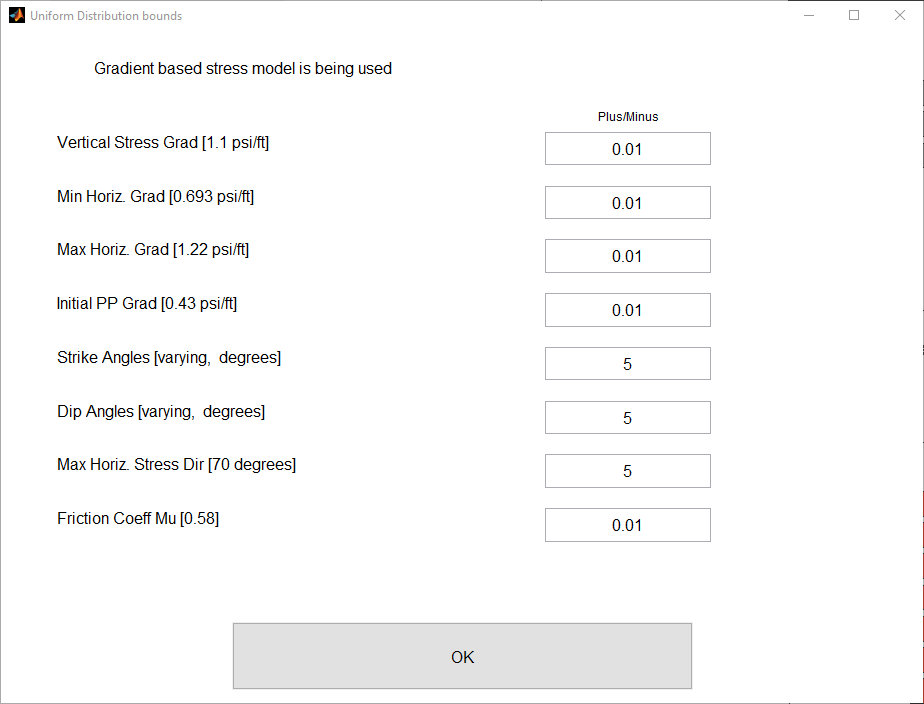 Uniform Distribution bounds
Gradient based stress model is being used
Plus/Minus
Vertical Stress Grad [1.1 psi/ft] 0.01
Min Horiz. Grad [0.693 psi/ft] 0.01
Max Horiz. Grad [1.22 psi/ft] 0.01
Initial PP Grad [0.43 psi/ft] 0.01
Strike Angles [varying,  degrees] 5
Dip Angles [varying,  degrees] 5
Max Horiz. Stress Dir [70 degrees] 5
Friction Coeff Mu [0.58] 0.01
OK